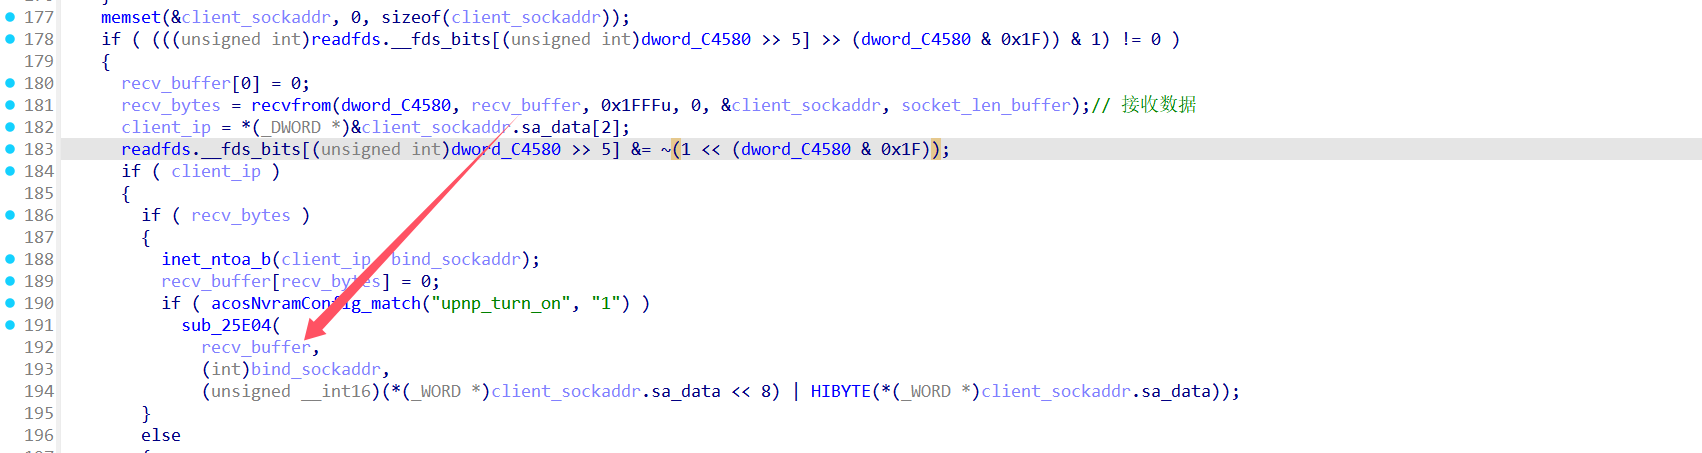 177 memset(&client_sockaddr, 0, sizeof(client_sockaddr));
178 if ( (((unsigned int)readfds.__fds_bits[(unsigned int)dword_C4580 >> 5] >> (dword_C4580 & 0x1F)) & 1) != 0 )
179 {
180 recv_buffer[0] = 0;
181 recv_bytes = recvfrom(dword_C4580, recv_buffer, 0x1FFFu, 0, &client_sockaddr, socket_len_buffer);// 接收数据
182 client_ip = *(_DWORD *)&client_sockaddr.sa_data[2];
183 readfds.__fds_bits[(unsigned int)dword_C4580 >> 5] &= ~(1 << (dword_C4580 & 0x1F));
184 if ( client_ip )
185 {
186 if ( recv_bytes )
187 {
188 inet_ntoa_b(client_ip, bind_sockaddr);
189 recv_buffer[recv_bytes] = 0;
190 if ( acosNvramConfig_match("upnp_turn_on", "1") )
191 sub_25E04(
192 recv_buffer,
193 (int)bind_sockaddr,
194 (unsigned __int16)(*(_WORD *)client_sockaddr.sa_data << 8) | HIBYTE(*(_WORD *)client_sockaddr.sa_data));
195 }
196 else